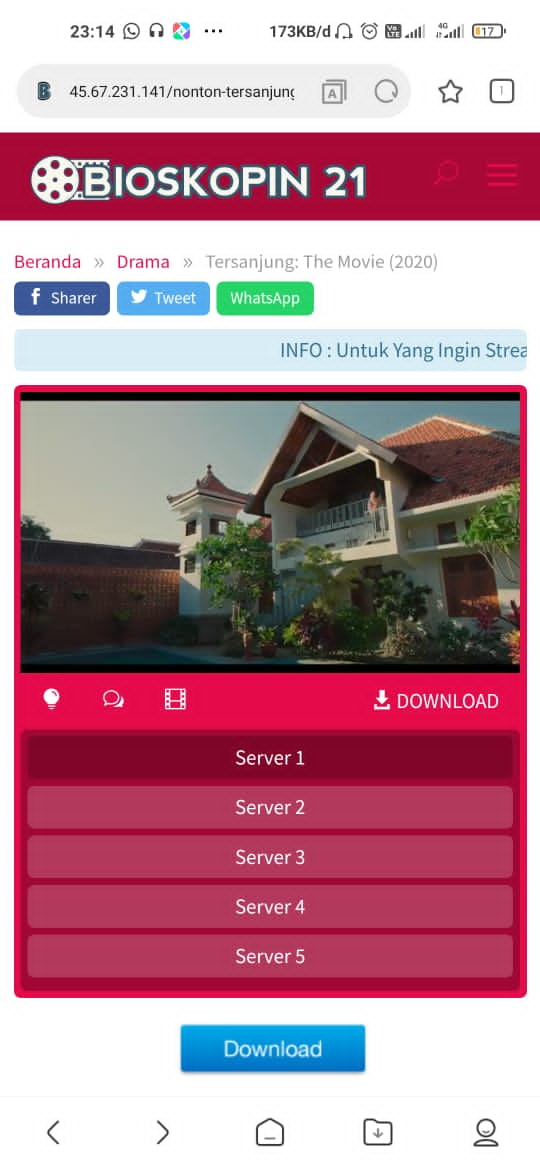 23:14 173KB/d 4G 17
45.67.231.141/nonton-tersanjung A 1
BIOSKOPIN 21
Beranda » Drama » Tersanjung: The Movie (2020)
f Sharer Tweet WhatsApp
INFO : Untuk Yang Ingin Strea
DOWNLOAD
Server 1
Server 2
Server 3
Server 4
Server 5
Download